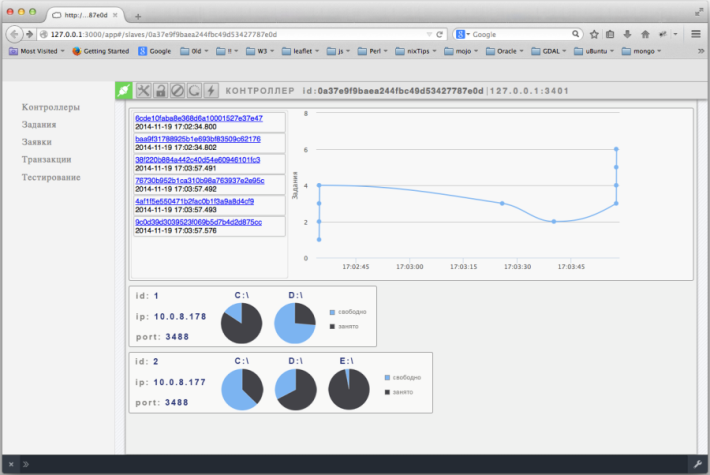 http:/...87e0d
127.0.0.1:3000/app#/slaves/0a37e9f9baea244fbc49d53427787e0d
Google
Most Visited
Getting Started
Google
Old
!!
W3
leaflet
js
Perl
nixTips
mojo
Oracle
GDAL
uBuntu
mongo
КОНТРОЛЛЕР id:0a37e9f9baea244fbc49d53427787e0d|127.0.0.1:3401
Контроллеры
Задания
Заявки
Транзакции
Тестирование
6cde10faba8e368d6a10001527e37e47
2014-11-19 17:02:34.800
baa9f31788925b1e693bf83509c62176
2014-11-19 17:02:34.802
38f220b884a442c40d54e60946101fc3
2014-11-19 17:03:57.491
76730b952b1ca310b98a763937e2e95c
2014-11-19 17:03:57.492
4af1f5e550471b2fac0b1f3a9a8d4cf9
2014-11-19 17:03:57.493
9c0d39d3039523f069b5d7b4d2d875cc
2014-11-19 17:03:57.576
Задания
8
6
4
2
0
17:02:45
17:03:00
17:03:15
17:03:30
17:03:45
id: 1
ip: 10.0.8.178
port: 3488
C:\
D:\
свободно
занято
id: 2
ip: 10.0.8.177
port: 3488
C:\
D:\
E:\
свободно
занято